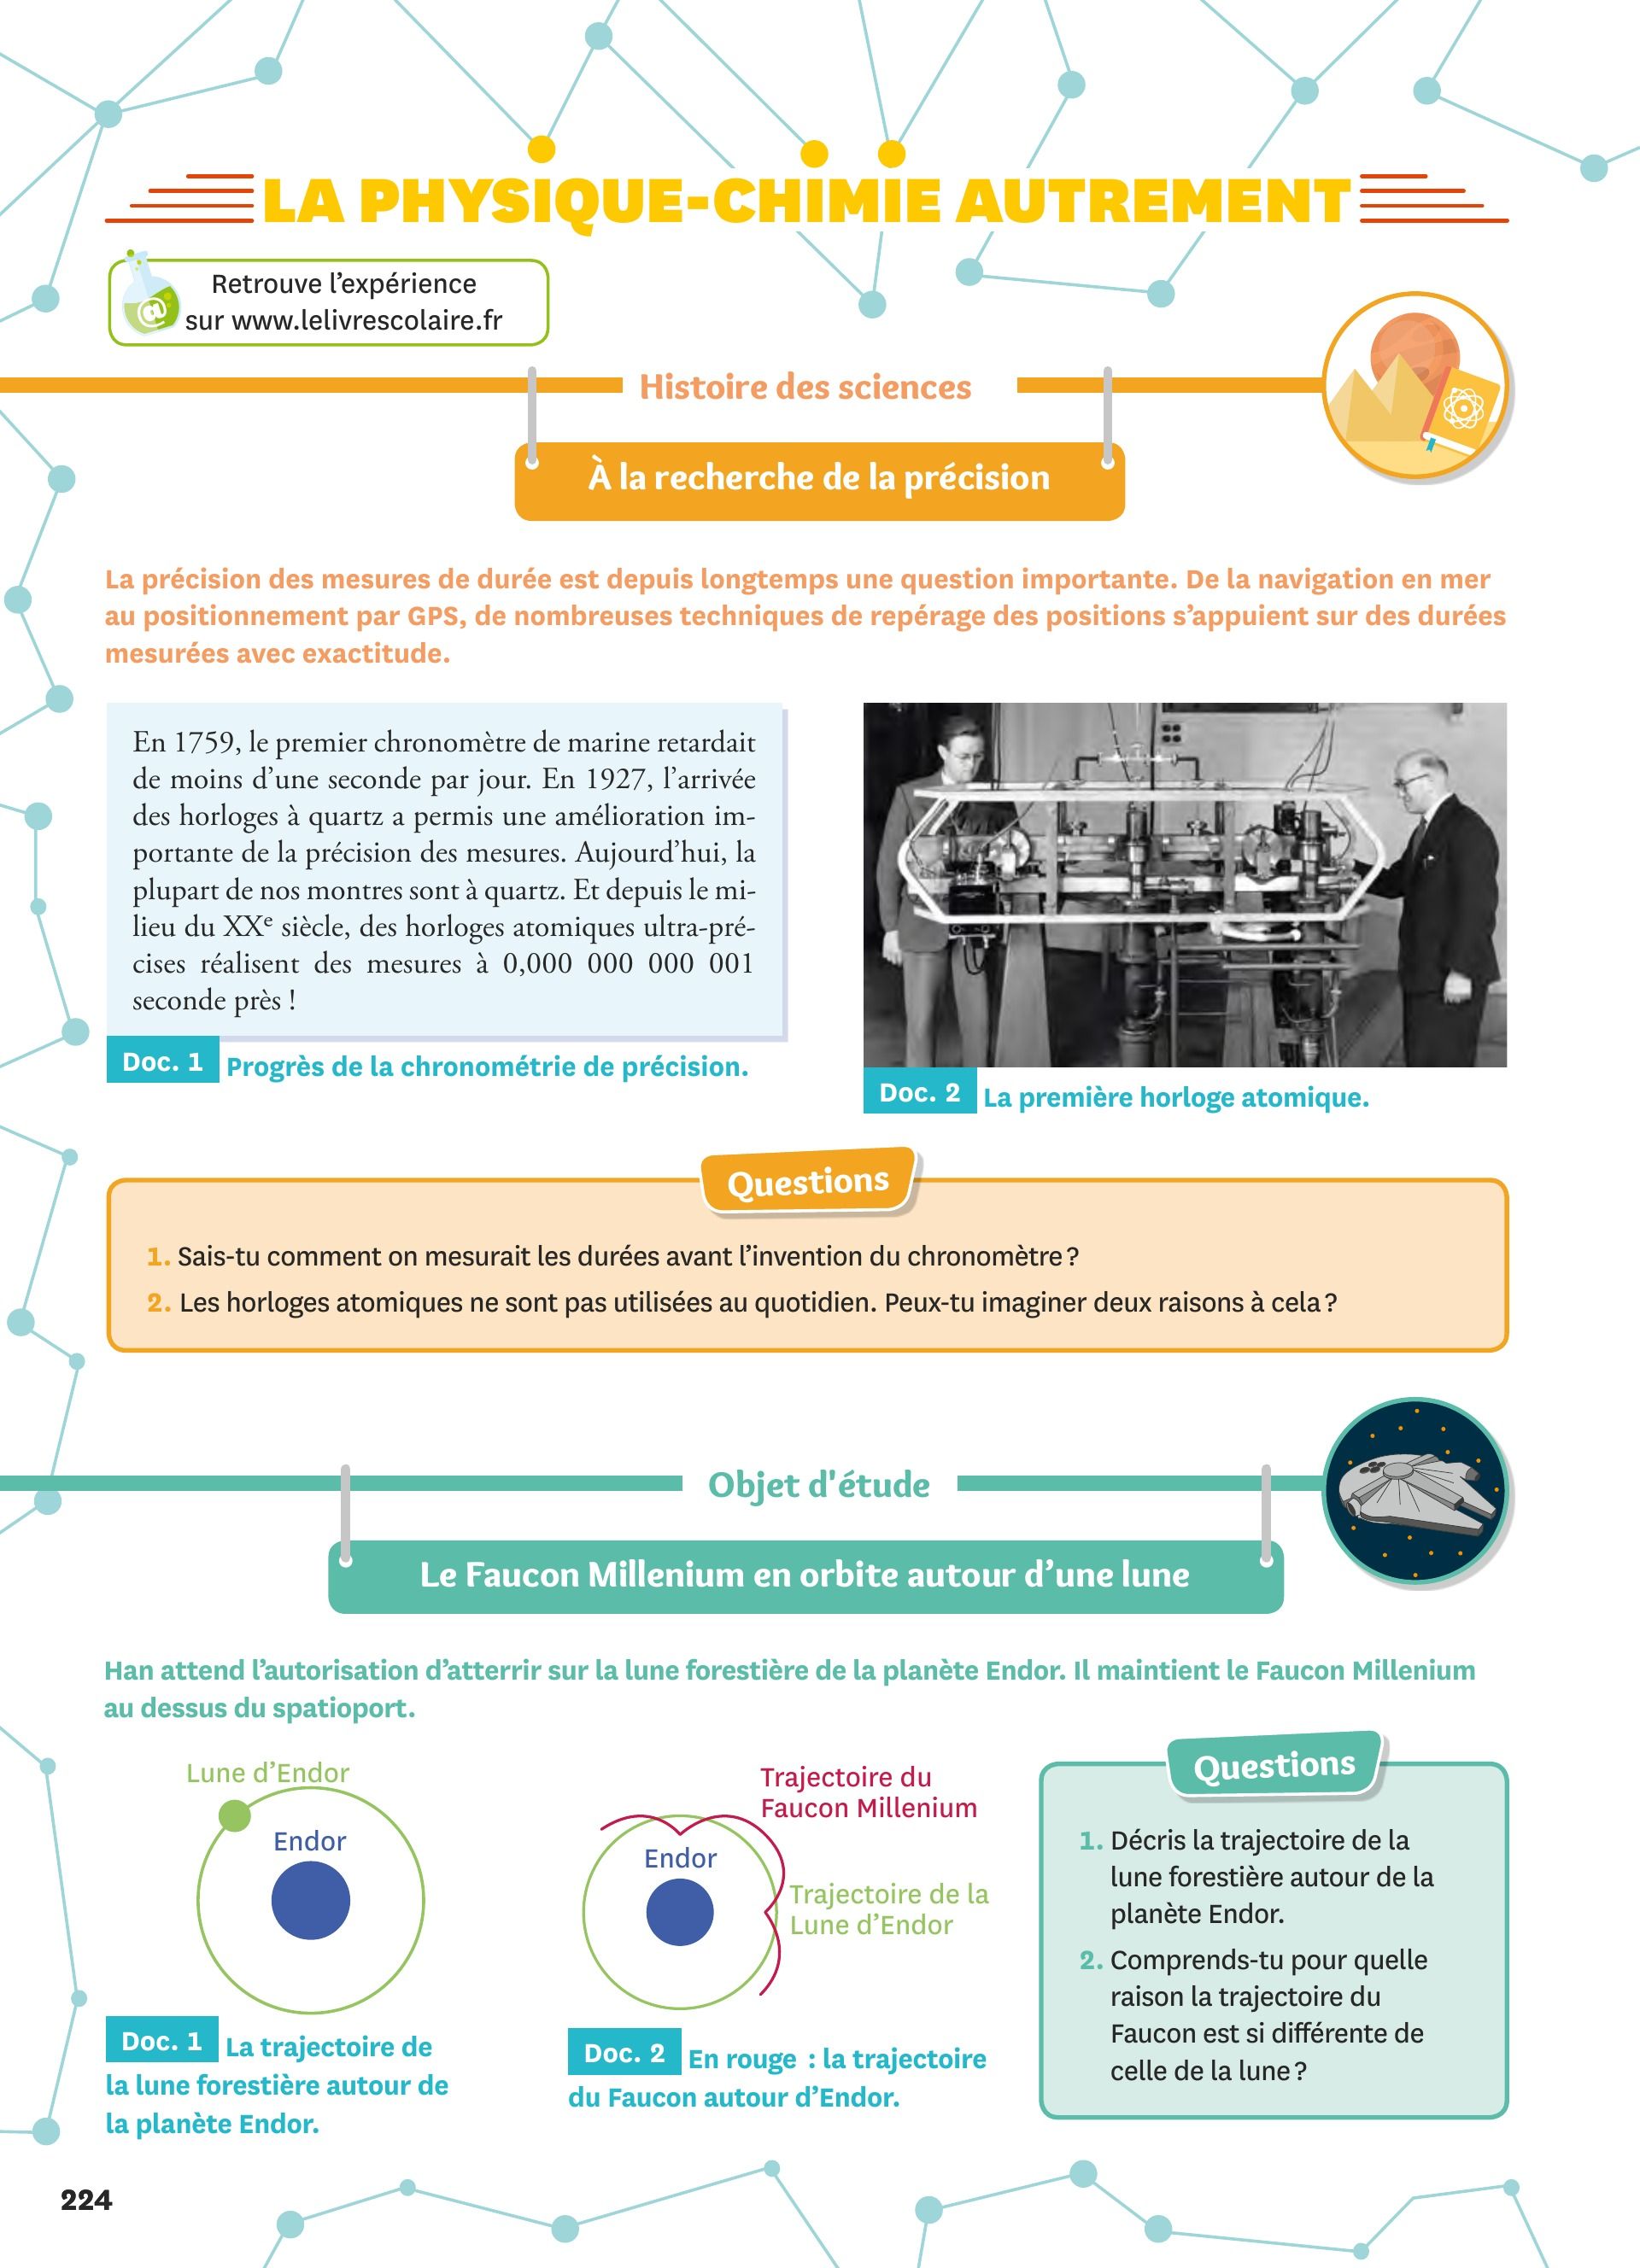 LA PHYSIQUE-CHIMIE AUTREMENT
Retrouve l'expérience
sur www.lelivrescolaire.fr
Histoire des sciences
À la recherche de la précision
La précision des mesures de durée est depuis longtemps une question importante. De la navigation en mer
au positionnement par GPS, de nombreuses techniques de repérage des positions s'appuient sur des durées
mesurées avec exactitude.
En 1759, le premier chronomètre de marine retardait
de moins d'une seconde par jour. En 1927, l'arrivée
des horloges à quartz a permis une amélioration im-
portante de la précision des mesures. Aujourd'hui, la
plupart de nos montres sont à quartz. Et depuis le mi-
lieu du XXe siècle, des horloges atomiques ultra-pré-
cises réalisent des mesures à 0,000 000 000 001
seconde près !
Doc. 1 Progrès de la chronométrie de précision.
Doc. 2 La première horloge atomique.
Questions
1. Sais-tu comment on mesurait les durées avant l'invention du chronomètre ?
2. Les horloges atomiques ne sont pas utilisées au quotidien. Peux-tu imaginer deux raisons à cela ?
Objet d'étude
Le Faucon Millenium en orbite autour d'une lune
Han attend l'autorisation d'atterrir sur la lune forestière de la planète Endor. Il maintient le Faucon Millenium
au dessus du spatioport.
Lune d'Endor
Endor
Doc. 1 La trajectoire de
la lune forestière autour de
la planète Endor.
Trajectoire du
Faucon Millenium
Endor
Trajectoire de la
Lune d'Endor
Doc. 2 En rouge : la trajectoire
du Faucon autour d'Endor.
Questions
1. Décris la trajectoire de la
lune forestière autour de la
planète Endor.
2. Comprends-tu pour quelle
raison la trajectoire du
Faucon est si différente de
celle de la lune ?
224